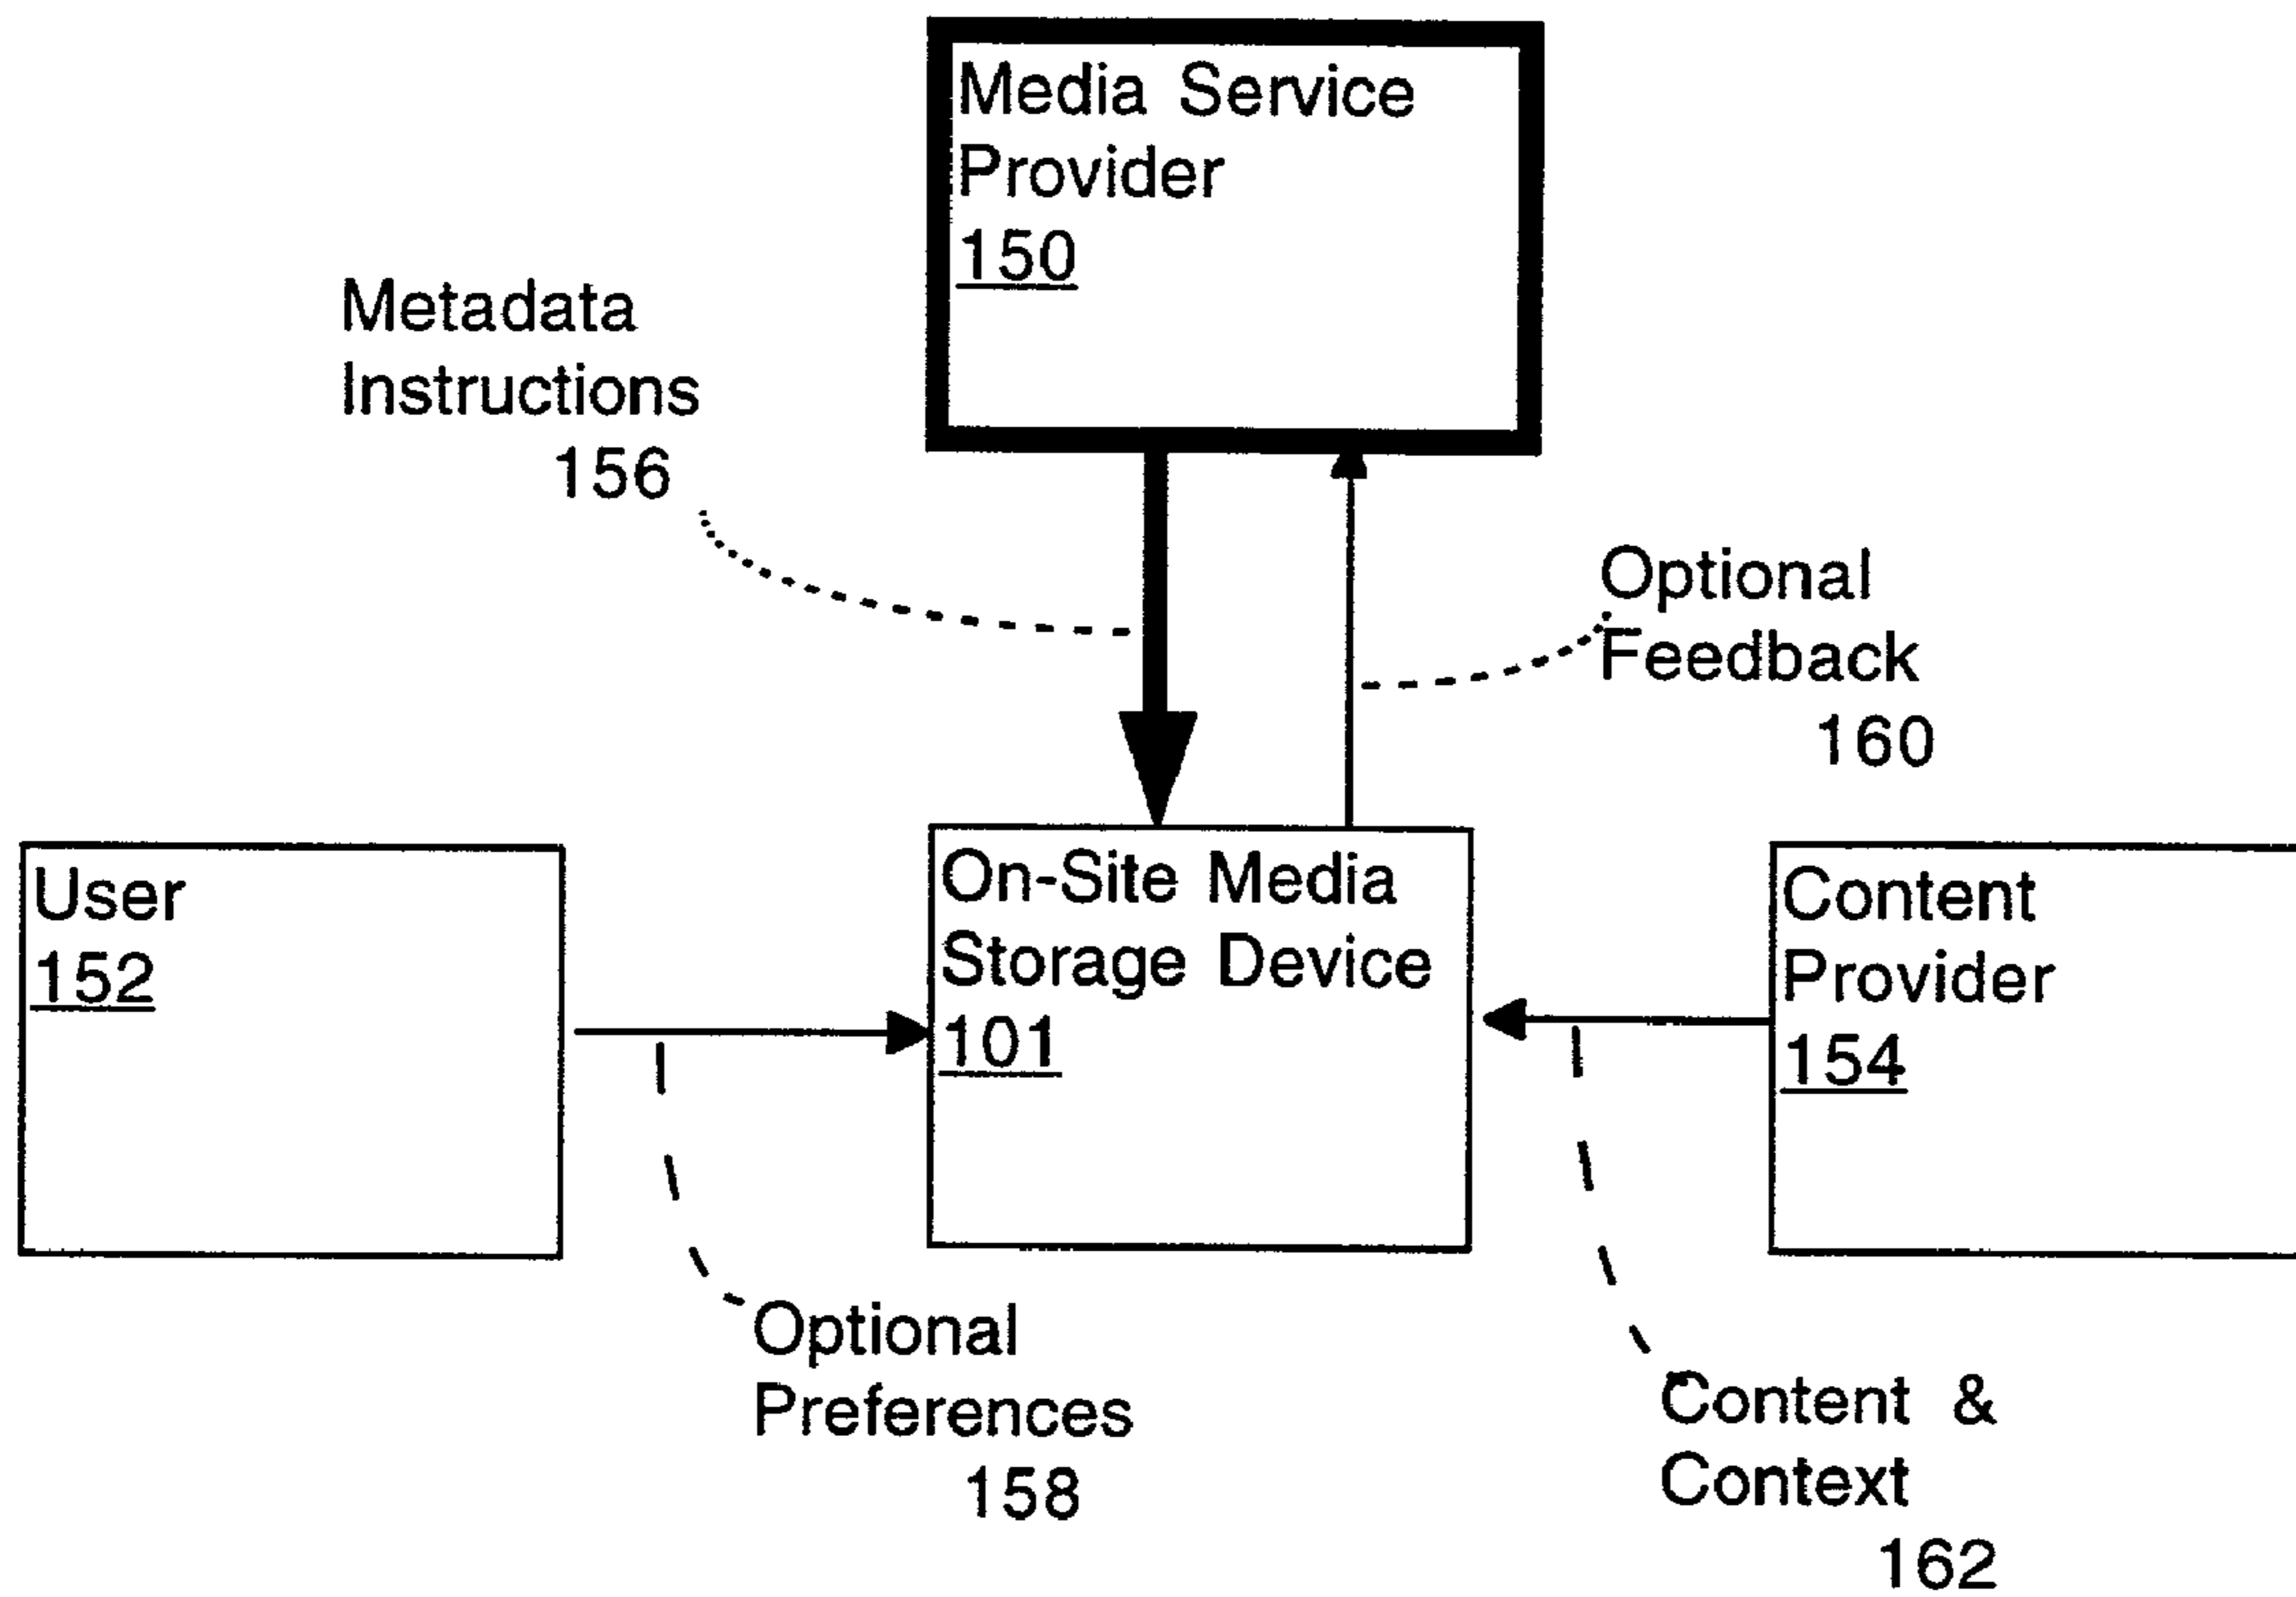 Media Service
Provider
150
Metadata
Instructions
156
Optional
Feedback
160
User
152
On-Site Media
Storage Device
101
Content
Provider
154
Optional
Preferences
158
Content &
Context
162